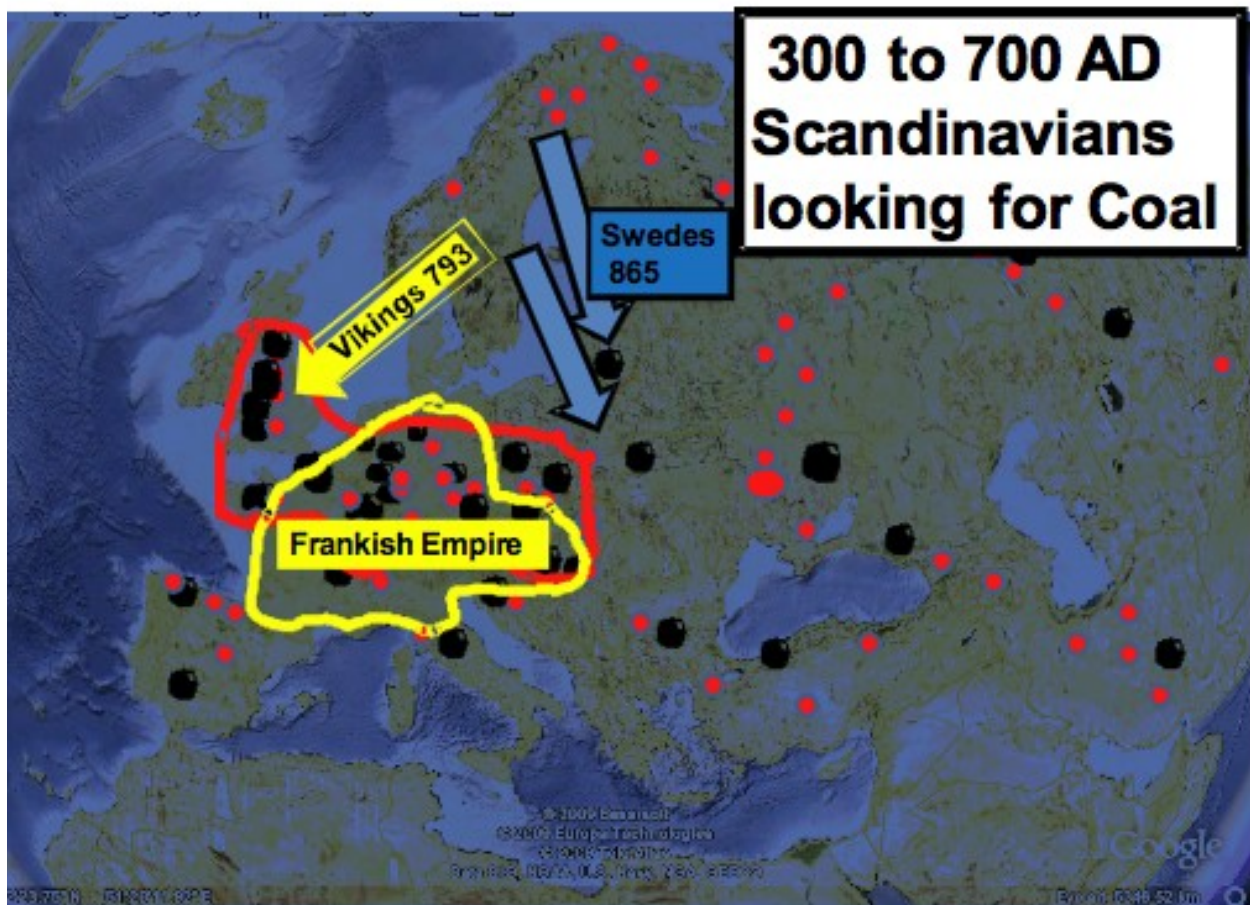 300 to 700 AD
Scandinavians
looking for Coal
Swedes
865
Vikings 793
Frankish Empire
Google